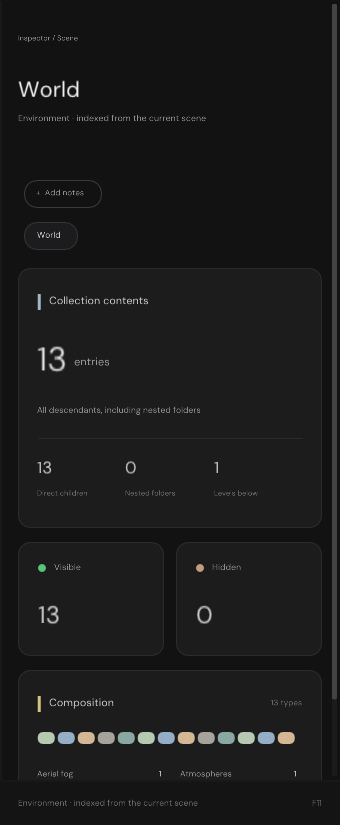 Inspector / Scene
World
Environment · indexed from the current scene
+ Add notes
World
Collection contents
13 entries
All descendants, including nested folders
13 0 1
Direct children Nested folders Levels below
Visible Hidden
13 0
Composition 13 types
Aerial fog 1 Atmospheres 1
Environment · indexed from the current scene F11